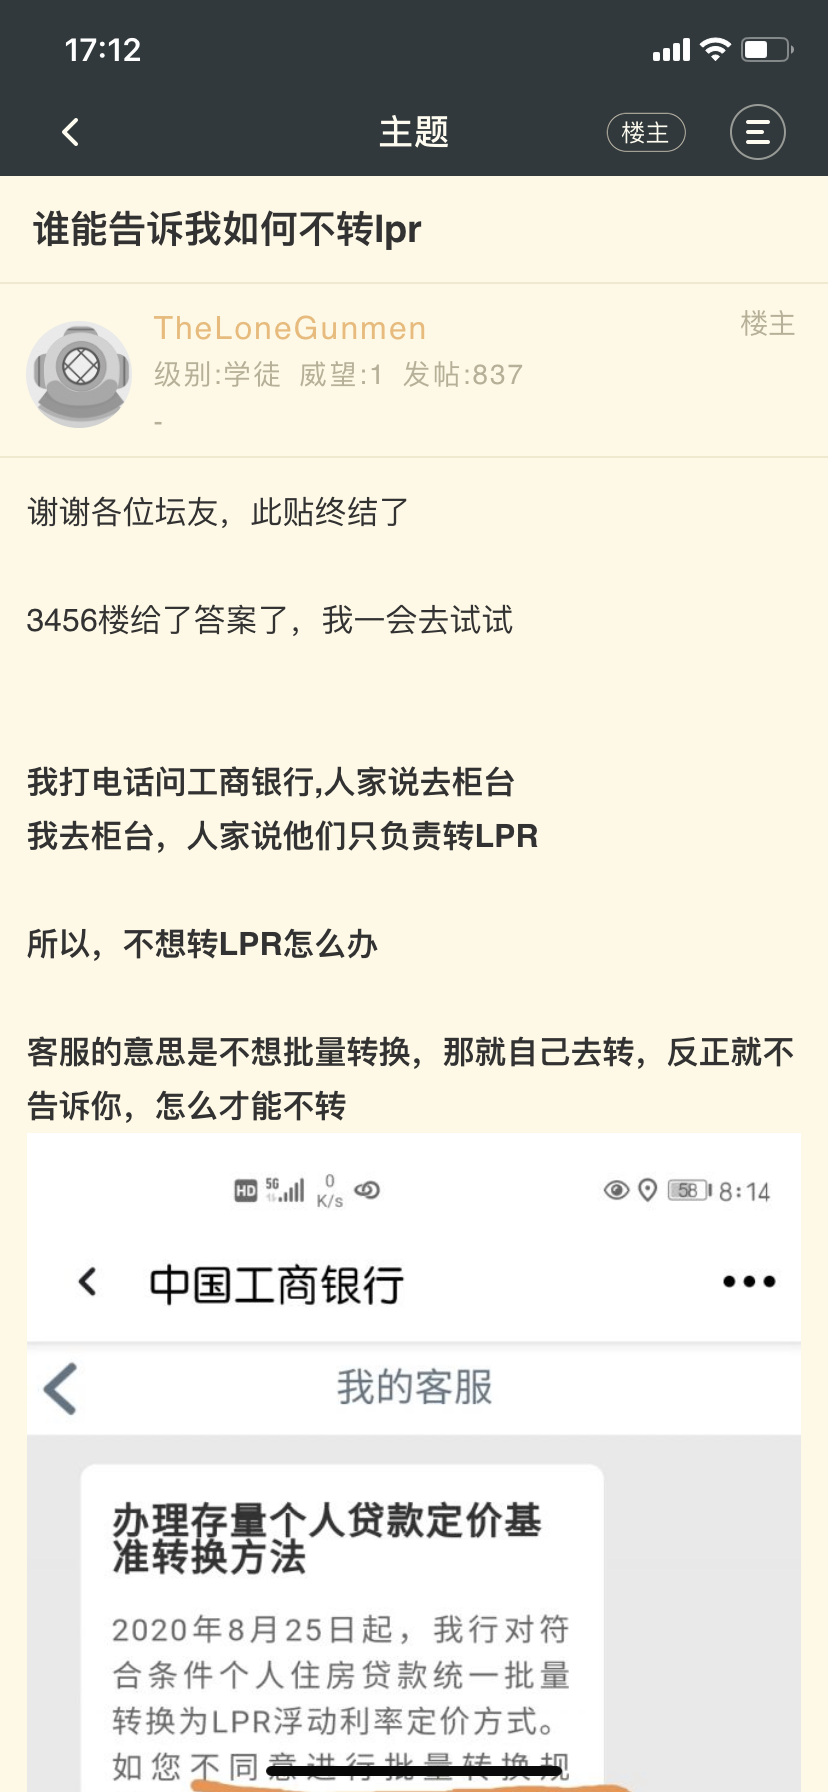 17:12
主题
楼主
谁能告诉我如何不转lpr
TheLoneGunmen
楼主
级别:学徒 威望:1 发帖:837
-
谢谢各位坛友，此贴终结了
3456楼给了答案了，我一会去试试
我打电话问工商银行,人家说去柜台
我去柜台，人家说他们只负责转LPR
所以，不想转LPR怎么办
客服的意思是不想批量转换，那就自己去转，反正就不
告诉你，怎么才能不转
HD 5G 0 K/s 58 8:14
中国工商银行
我的客服
办理存量个人贷款定价基
准转换方法
2020年8月25日起，我行对符
合条件个人住房贷款统一批量
转换为LPR浮动利率定价方式。
如您不同意进行批量转换规